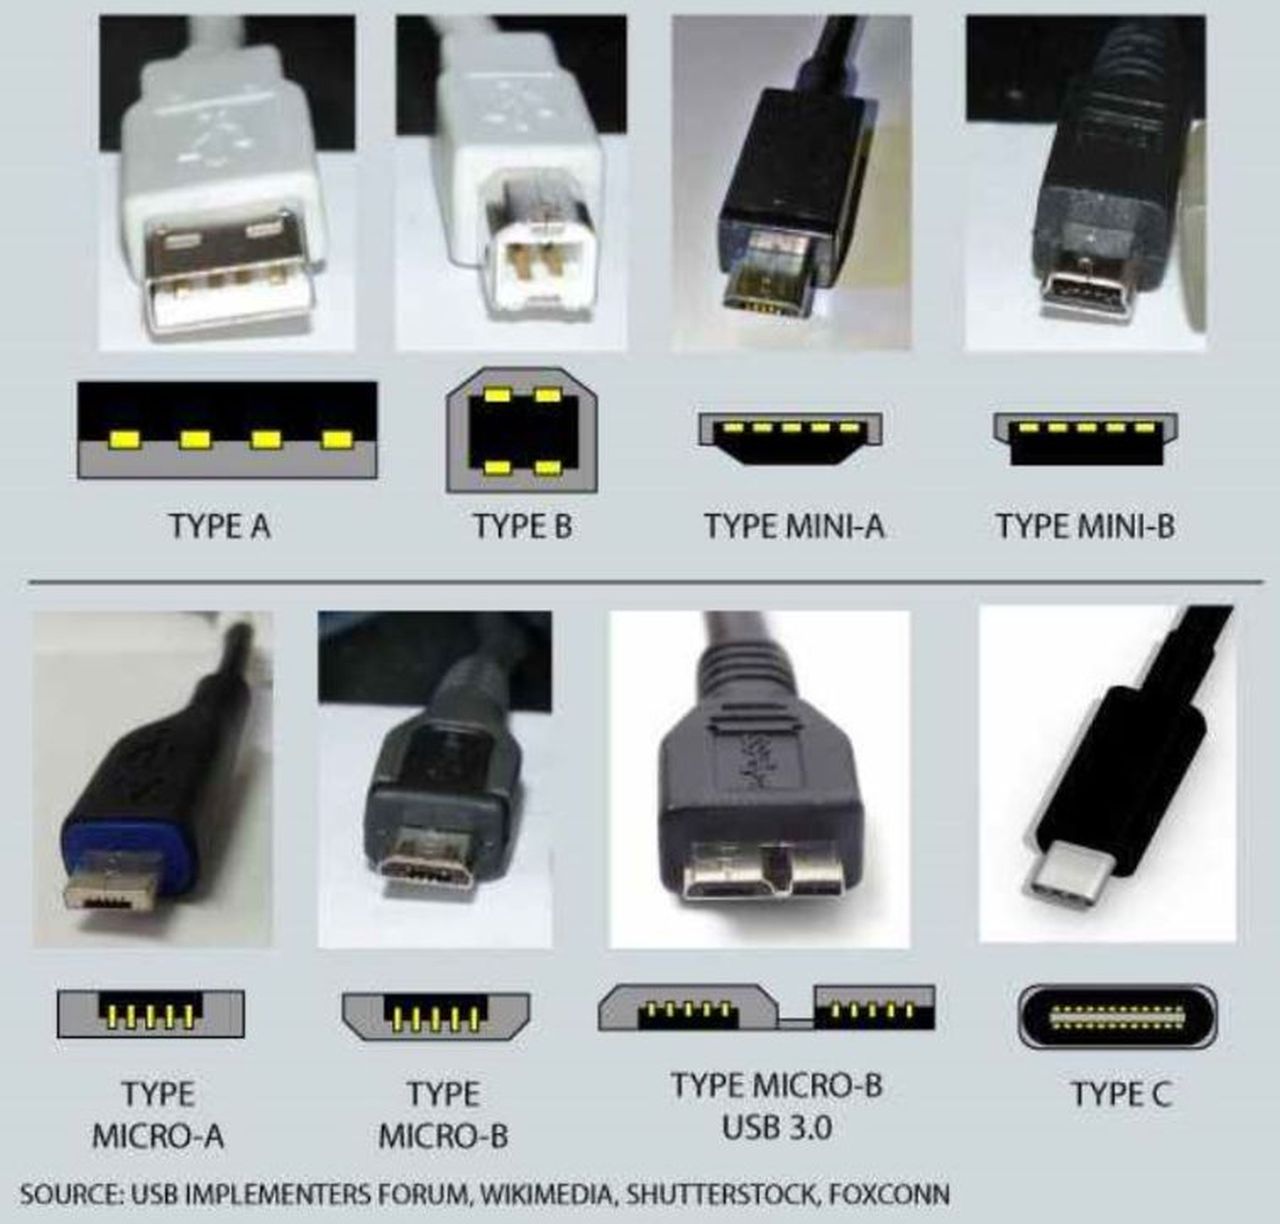 TYPE A
TYPE B
TYPE MINI-A
TYPE MINI-B
TYPE
MICRO-A
TYPE
MICRO-B
TYPE MICRO-B
USB 3.0
TYPE C
SOURCE: USB IMPLEMENTERS FORUM, WIKIMEDIA, SHUTTERSTOCK, FOXCONN